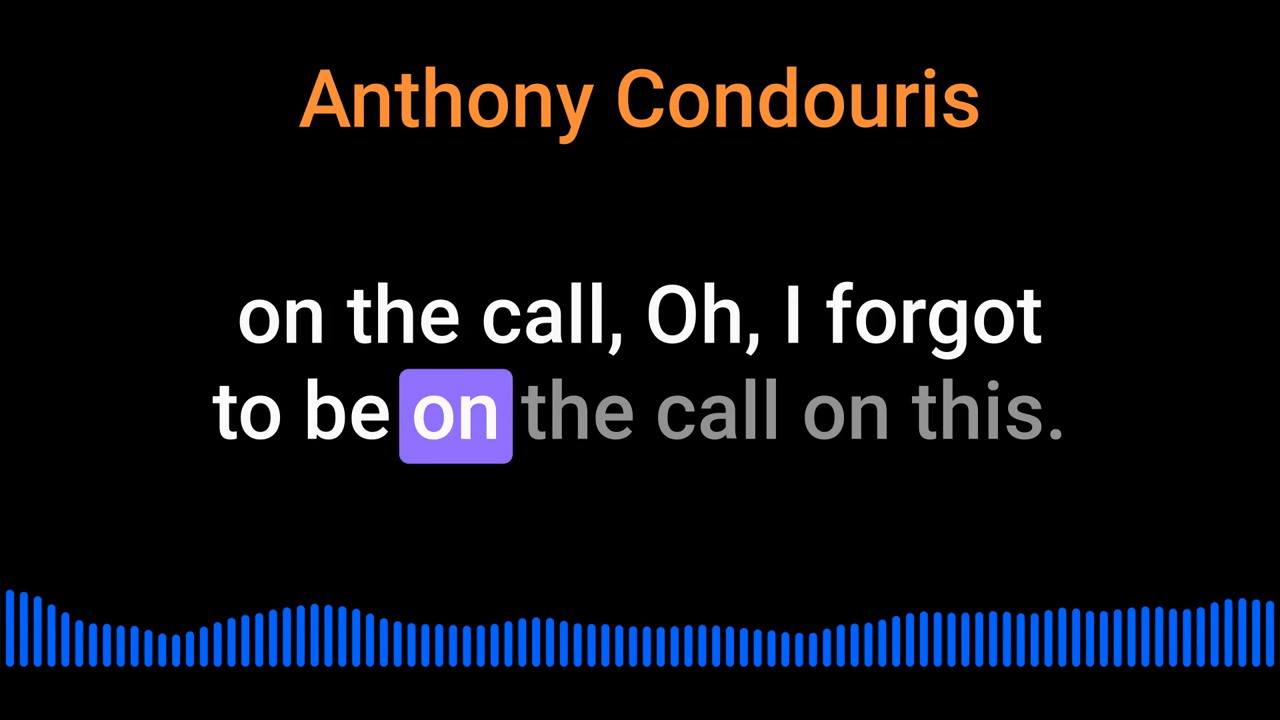 Anthony Condouris
on the call, Oh, I forgot
to be on the call on this.